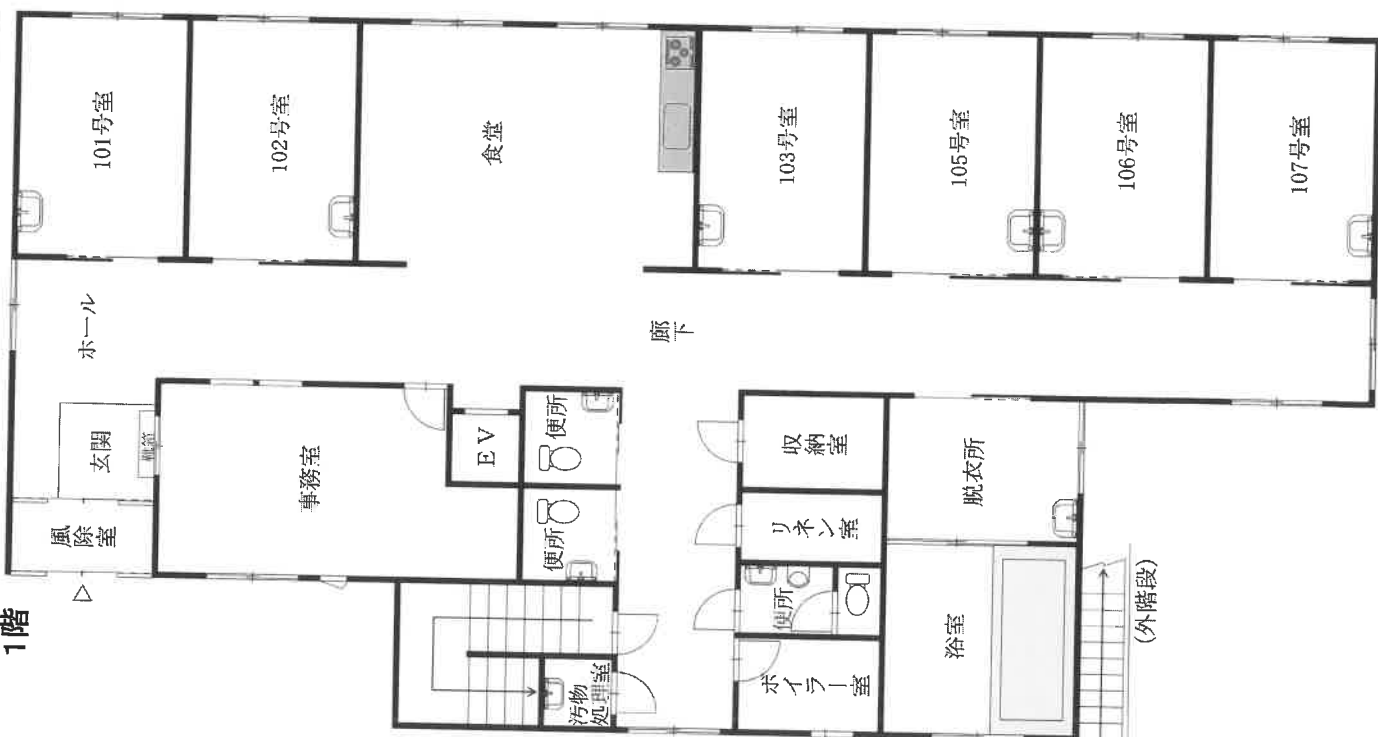 1階
101号室
102号室
食堂
103号室
105号室
106号室
107号室
ホール
廊下
玄関
靴箱
風除室
事務室
EV
便所
便所
収納室
リネン室
便所
ボイラー室
汚物処理室
脱衣所
浴室
(外階段)